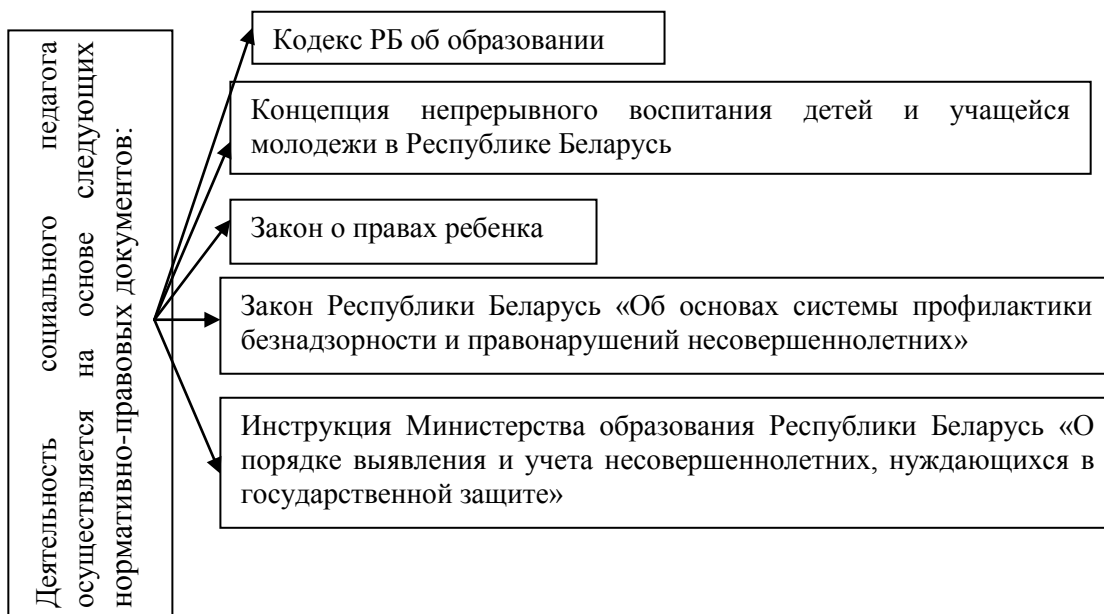 Деятельность социального педагога
осуществляется на основе следующих
нормативно-правовых документов:
Кодекс РБ об образовании
Концепция непрерывного воспитания детей и учащейся
молодежи в Республике Беларусь
Закон о правах ребенка
Закон Республики Беларусь «Об основах системы профилактики
безнадзорности и правонарушений несовершеннолетних»
Инструкция Министерства образования Республики Беларусь «О
порядке выявления и учета несовершеннолетних, нуждающихся в
государственной защите»